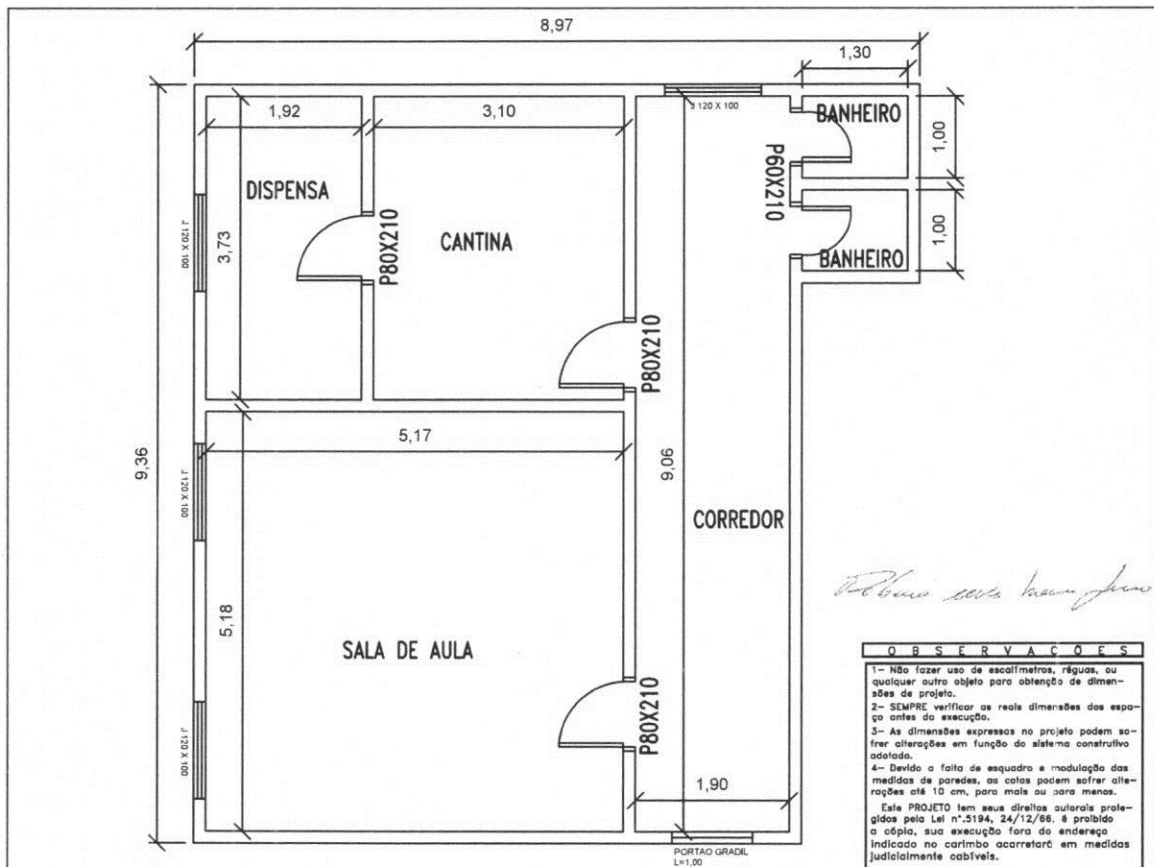 8,97
1,30
J 120 X 100
BANHEIRO
1,92
3,10
1,00
DISPENSA
P60X210
P80X210
CANTINA
J 120 X 100
3,73
1,00
BANHEIRO
P80X210
5,17
9,36
9,06
J 120 X 100
CORREDOR
5,18
SALA DE AULA
P80X210
J 120 X 100
1,90
PORTAO GRADIL
L=1,00
OBSERVACÕES
1- Não fazer uso de escalímetros, réguas, ou
qualquer outro objeto para obtenção de dimen-
sões de projeto.
2- SEMPRE verificar as reais dimensões dos espa-
ço antes da execução.
3- As dimensões expressas no projeto podem so-
frer alterações em função do sistema construtivo
adotado.
4- Devido a falta de esquadro e modulação das
medidas de paredes, as cotas podem sofrer alte-
rações até 10 cm, para mais ou para menos.
Este PROJETO tem seus direitos autorais prote-
gidos pela Lei n°.5194, 24/12/66, é proibido
a cópia, sua execução fora do endereço
indicado no carimbo acarretará em medidas
judicialmente cabíveis.